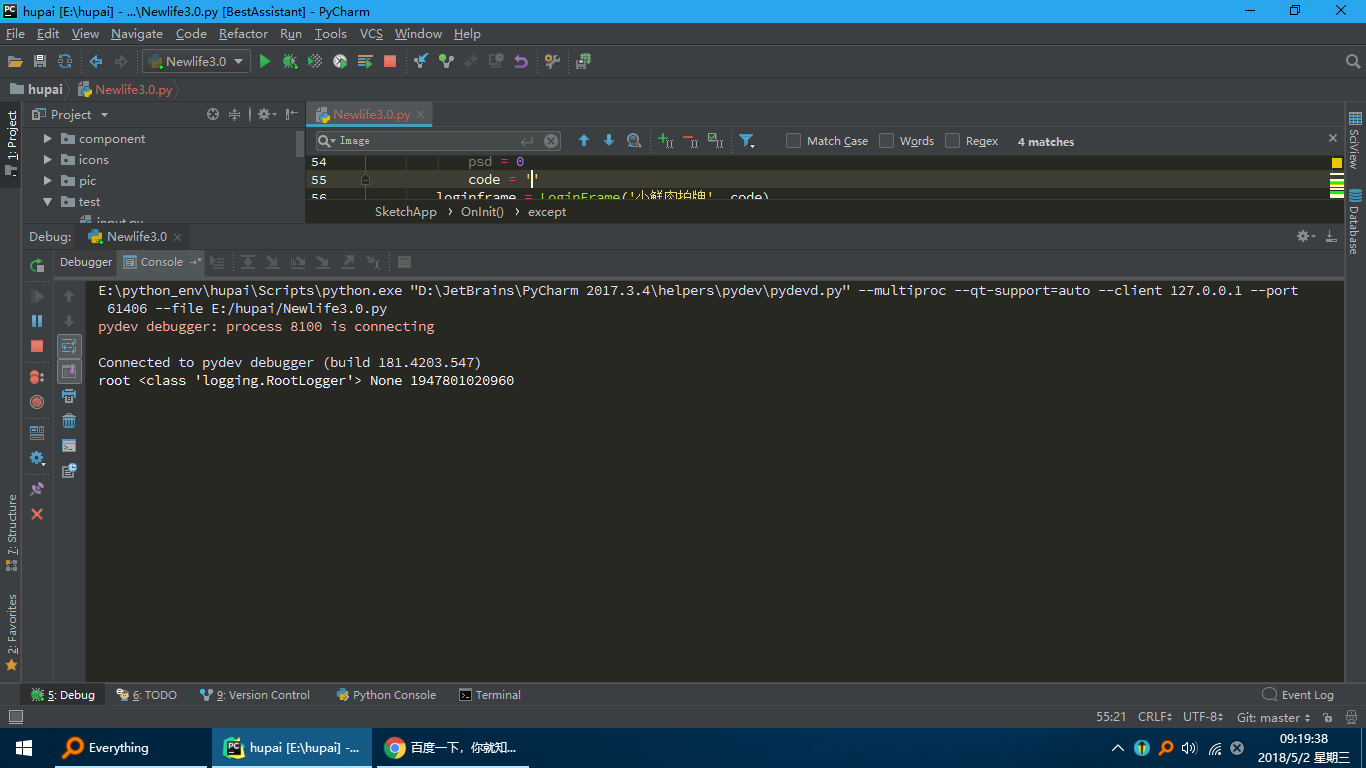 hupai [E:\hupai] - ...\Newlife3.0.py [BestAssistant] - PyCharm
File Edit View Navigate Code Refactor Run Tools VCS Window Help
Newlife3.0
hupai Newlife3.0.py
Project
Newlife3.0.py
1: Project
component
icons
pic
test
input.py
Image
Match Case Words Regex 4 matches
54 psd = 0
55 code = ''
56 loginframe = LoginFrame('小鲜肉拍牌', code)
SketchApp OnInit() except
SciView
Database
Debug: Newlife3.0
Debugger Console
E:\python_env\hupai\Scripts\python.exe "D:\JetBrains\PyCharm 2017.3.4\helpers\pydev\pydevd.py" --multiproc --qt-support=auto --client 127.0.0.1 --port
61406 --file E:/hupai/Newlife3.0.py
pydev debugger: process 8100 is connecting
Connected to pydev debugger (build 181.4203.547)
root <class 'logging.RootLogger'> None 1947801020960
7: Structure
2: Favorites
5: Debug 6: TODO 9: Version Control Python Console Terminal Event Log
55:21 CRLF UTF-8 Git: master
Everything hupai [E:\hupai] -... 百度一下，你就知...
09:19:38
2018/5/2 星期三